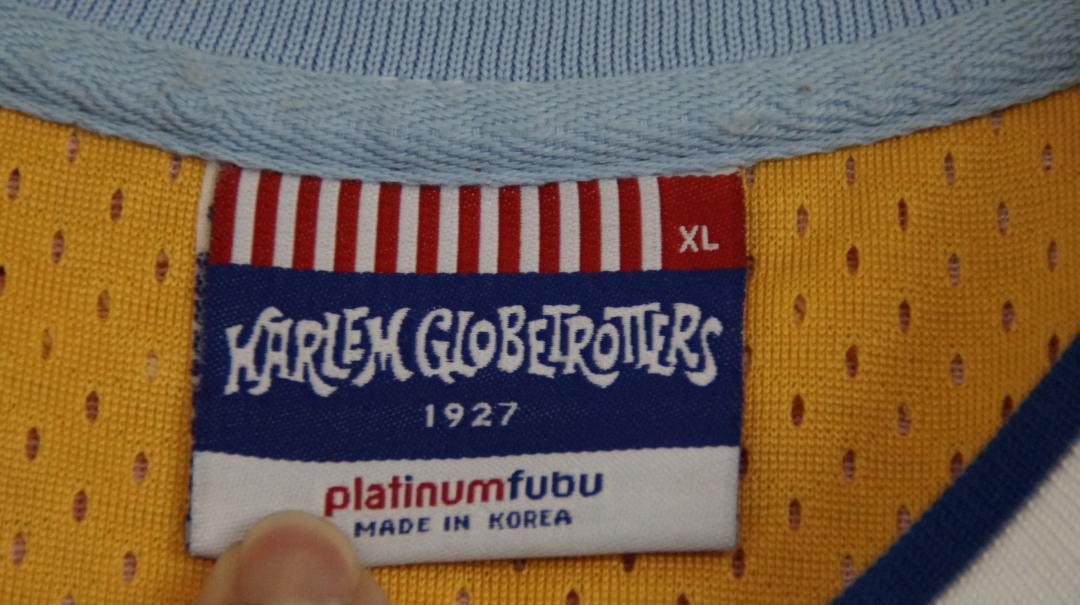 XL
HARLEM GLOBETROTTERS
1927
platinumfubu
MADE IN KOREA